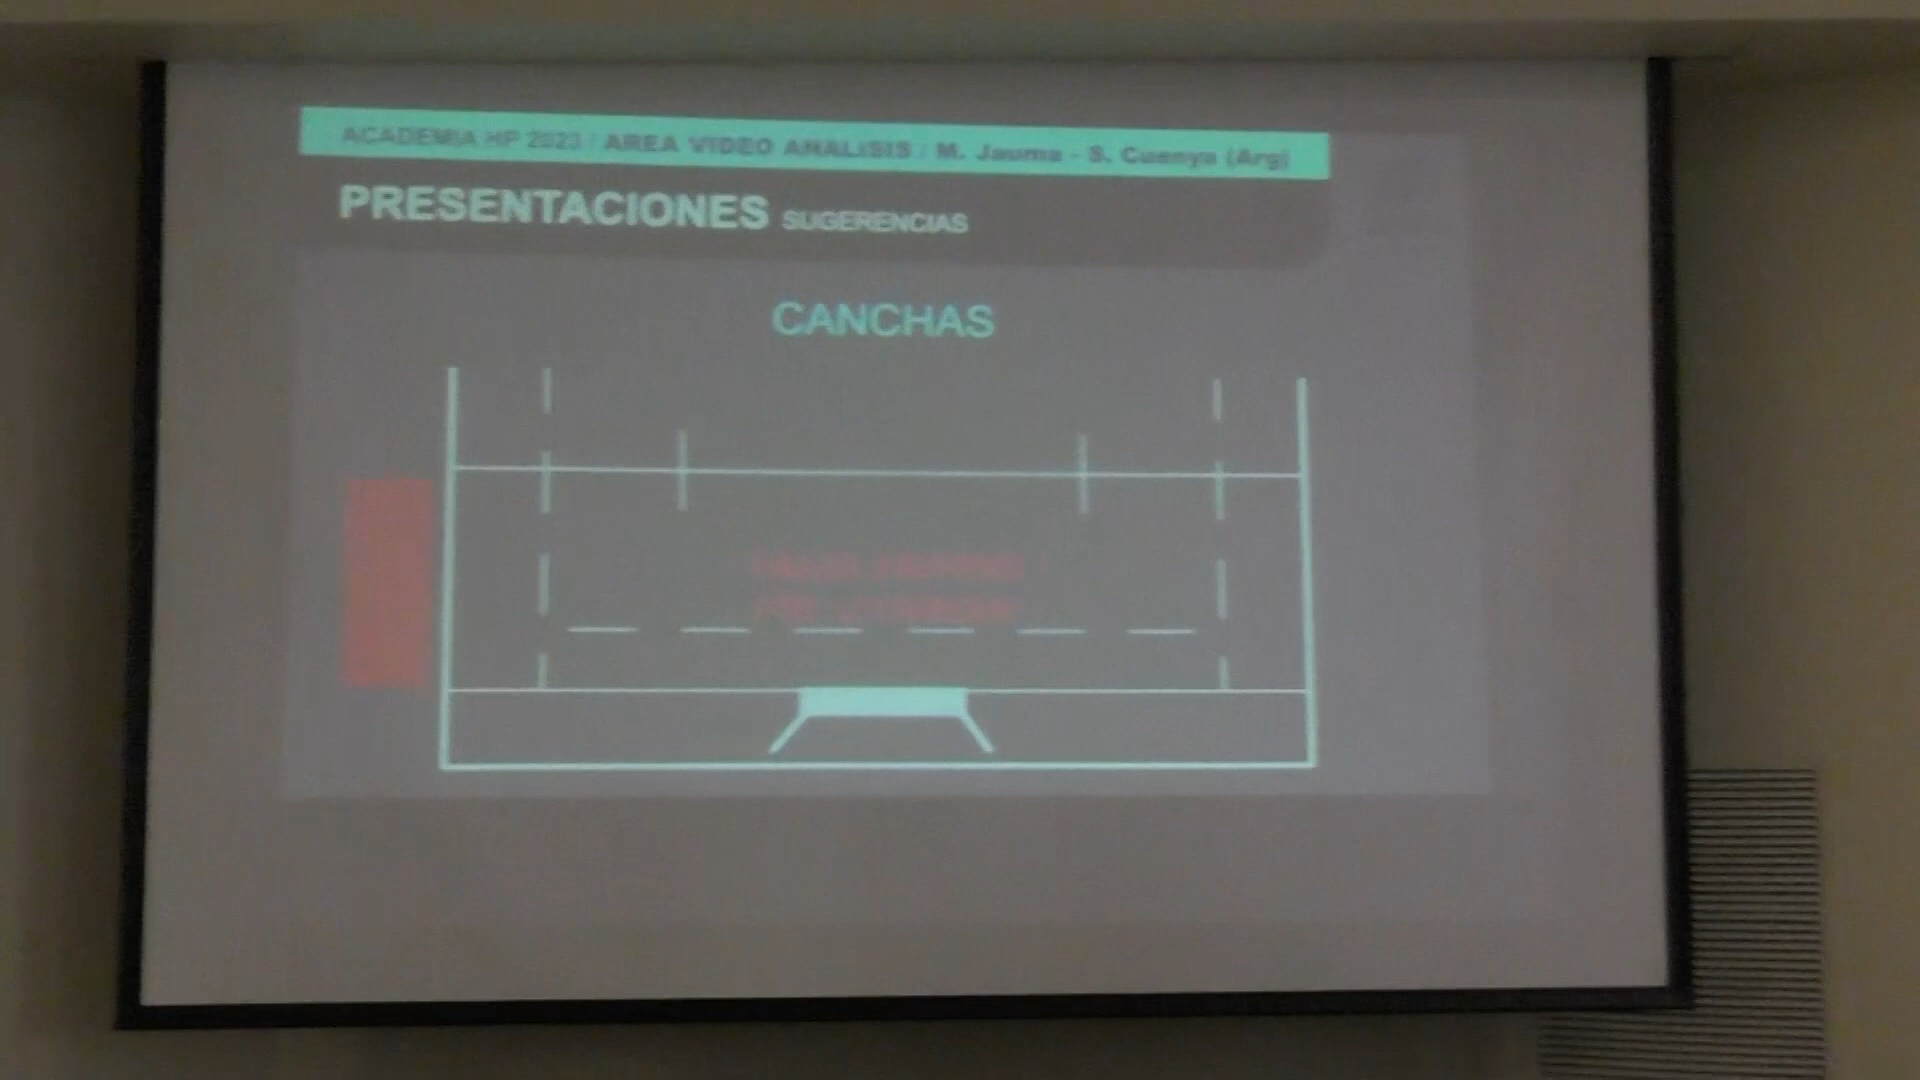 ACADEMIA HP 2023 / AREA VIDEO ANALISIS / M. Jauma - S. Cuenya (Arg)
PRESENTACIONES SUGERENCIAS
CANCHAS